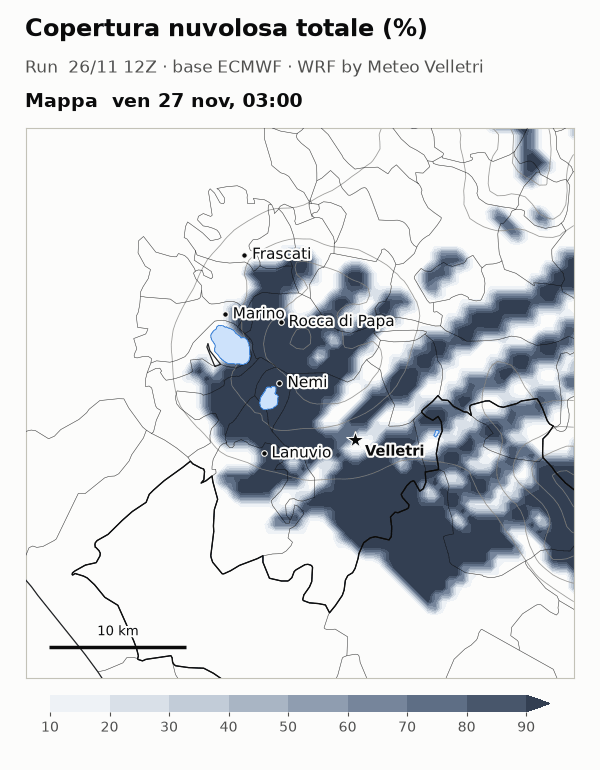 Copertura nuvolosa totale (%)
Run  26/11 12Z · base ECMWF · WRF by Meteo Velletri
Mappa  ven 27 nov, 03:00
Frascati
Marino
Rocca di Papa
Nemi
Velletri
Lanuvio
10 km
10 20 30 40 50 60 70 80 90